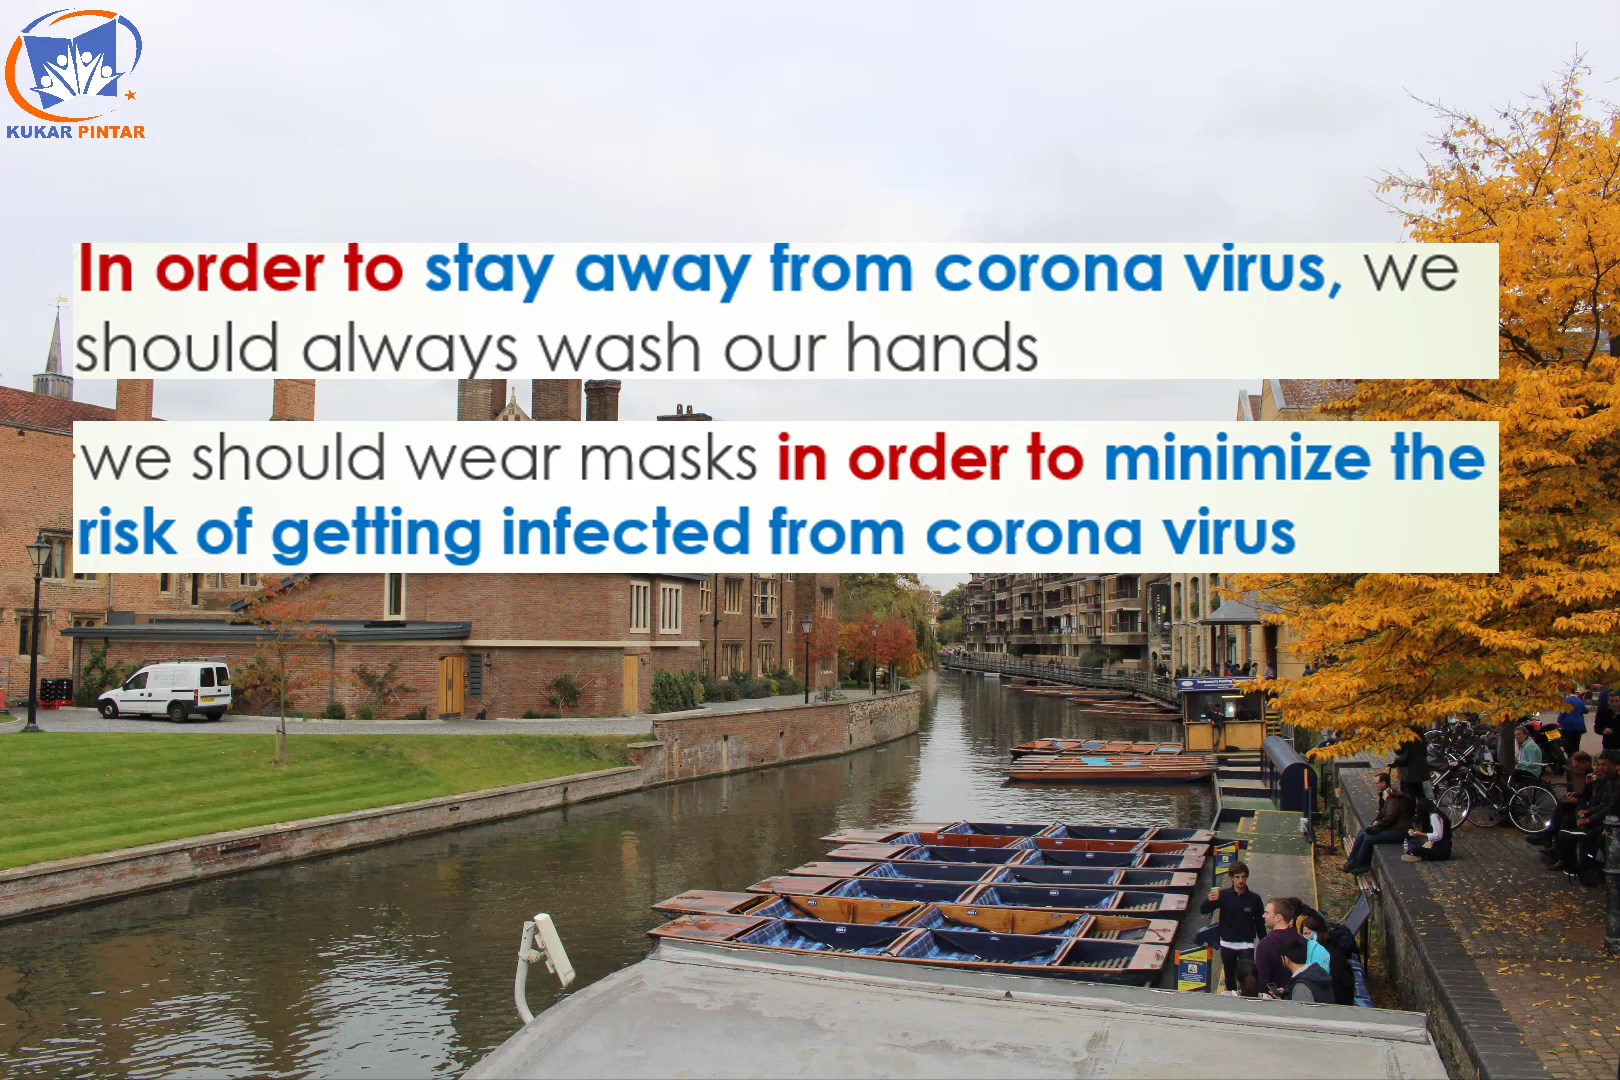 KUKAR PINTAR
In order to stay away from corona virus, we
should always wash our hands
we should wear masks in order to minimize the
risk of getting infected from corona virus